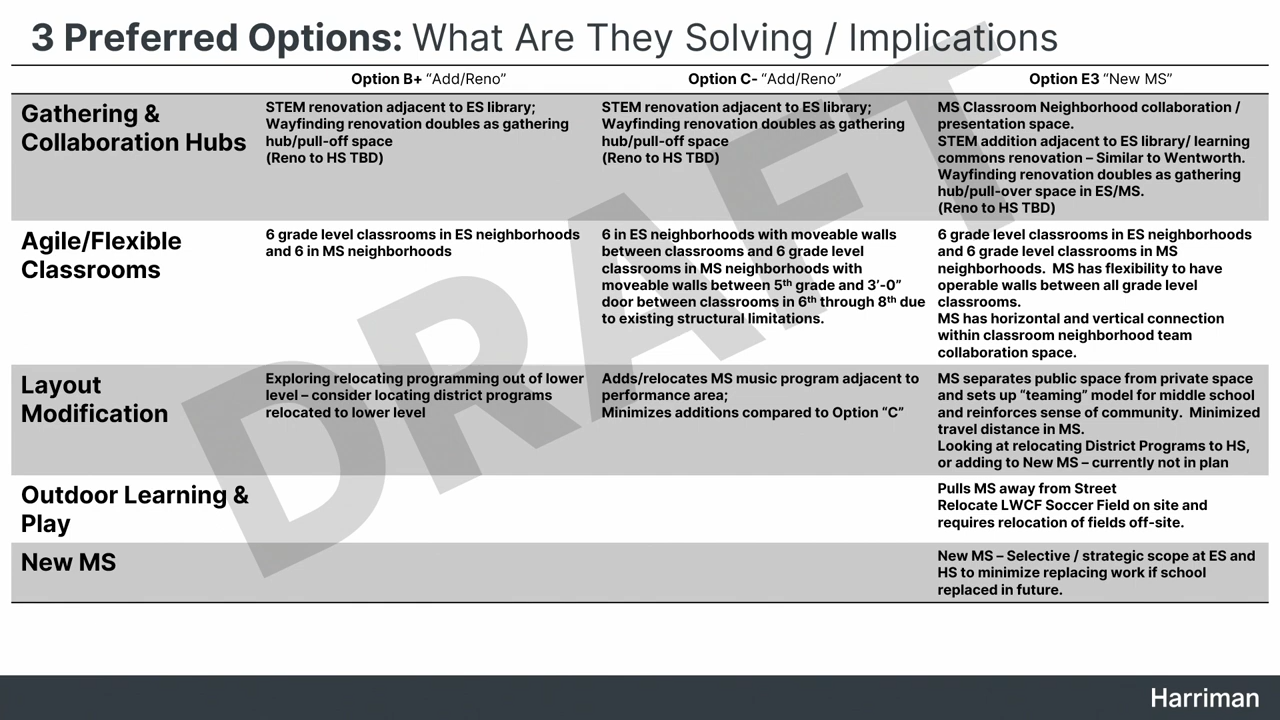 3 Preferred Options: What Are They Solving / Implications
Option B+ “Add/Reno”
Option C- “Add/Reno”
Option E3 “New MS”
Gathering &
Collaboration Hubs
STEM renovation adjacent to ES library;
Wayfinding renovation doubles as gathering
hub/pull-off space
(Reno to HS TBD)
STEM renovation adjacent to ES library;
Wayfinding renovation doubles as gathering
hub/pull-off space
(Reno to HS TBD)
MS Classroom Neighborhood collaboration /
presentation space.
STEM addition adjacent to ES library/ learning
commons renovation – Similar to Wentworth.
Wayfinding renovation doubles as gathering
hub/pull-over space in ES/MS.
(Reno to HS TBD)
Agile/Flexible
Classrooms
6 grade level classrooms in ES neighborhoods
and 6 in MS neighborhoods
6 in ES neighborhoods with moveable walls
between classrooms and 6 grade level
classrooms in MS neighborhoods with
moveable walls between 5th grade and 3’-0”
door between classrooms in 6th through 8th due
to existing structural limitations.
6 grade level classrooms in ES neighborhoods
and 6 grade level classrooms in MS
neighborhoods.  MS has flexibility to have
operable walls between all grade level
classrooms.
MS has horizontal and vertical connection
within classroom neighborhood team
collaboration space.
Layout
Modification
Exploring relocating programming out of lower
level – consider locating district programs
relocated to lower level
Adds/relocates MS music program adjacent to
performance area;
Minimizes additions compared to Option “C”
MS separates public space from private space
and sets up “teaming” model for middle school
and reinforces sense of community.  Minimized
travel distance in MS.
Looking at relocating District Programs to HS,
or adding to New MS – currently not in plan
Outdoor Learning &
Play
Pulls MS away from Street
Relocate LWCF Soccer Field on site and
requires relocation of fields off-site.
New MS
New MS – Selective / strategic scope at ES and
HS to minimize replacing work if school
replaced in future.
DRAFT
Harriman